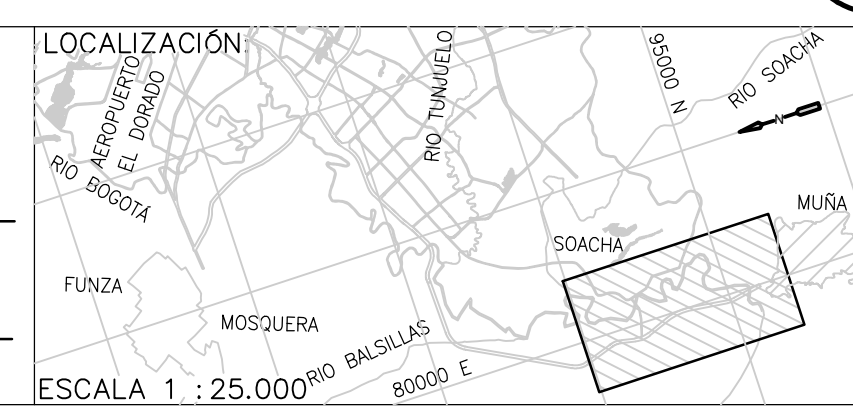 LOCALIZACIÓN:
AEROPUERTO
EL DORADO
RIO BOGOTÁ
RIO TUNJUELO
95000 N
RIO SOACHA
N
MUÑA
SOACHA
FUNZA
MOSQUERA
RIO BALSILLAS
80000 E
ESCALA 1 : 25.000